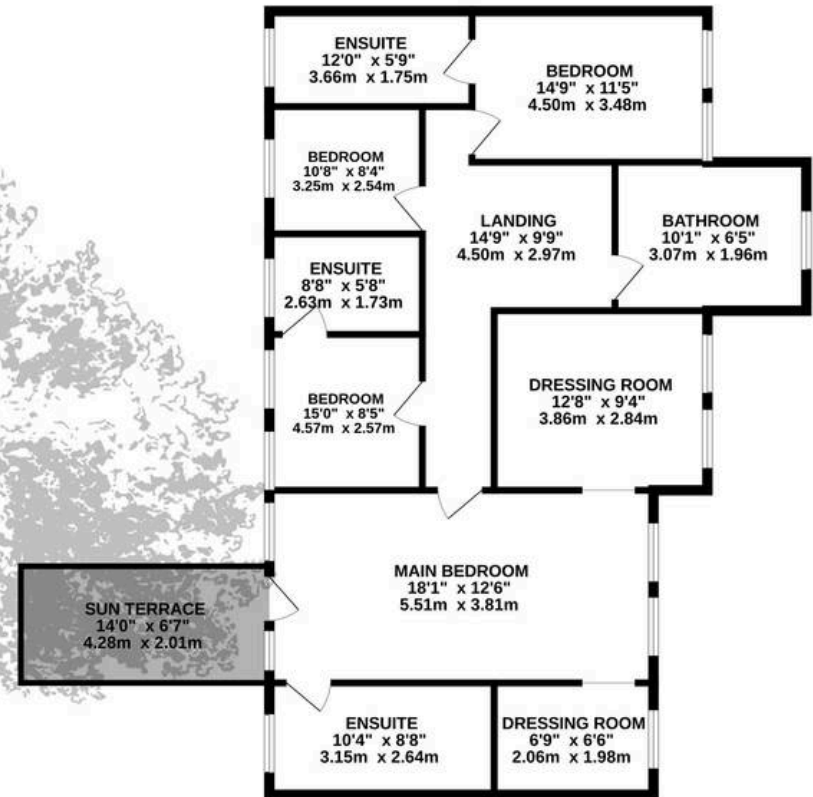 ENSUITE
12'0" x 5'9"
3.66m x 1.75m
BEDROOM
14'9" x 11'5"
4.50m x 3.48m
BEDROOM
10'8" x 8'4"
3.25m x 2.54m
LANDING
14'9" x 9'9"
4.50m x 2.97m
BATHROOM
10'1" x 6'5"
3.07m x 1.96m
ENSUITE
8'8" x 5'8"
2.63m x 1.73m
BEDROOM
15'0" x 8'5"
4.57m x 2.57m
DRESSING ROOM
12'8" x 9'4"
3.86m x 2.84m
MAIN BEDROOM
18'1" x 12'6"
5.51m x 3.81m
SUN TERRACE
14'0" x 6'7"
4.28m x 2.01m
ENSUITE
10'4" x 8'8"
3.15m x 2.64m
DRESSING ROOM
6'9" x 6'6"
2.06m x 1.98m